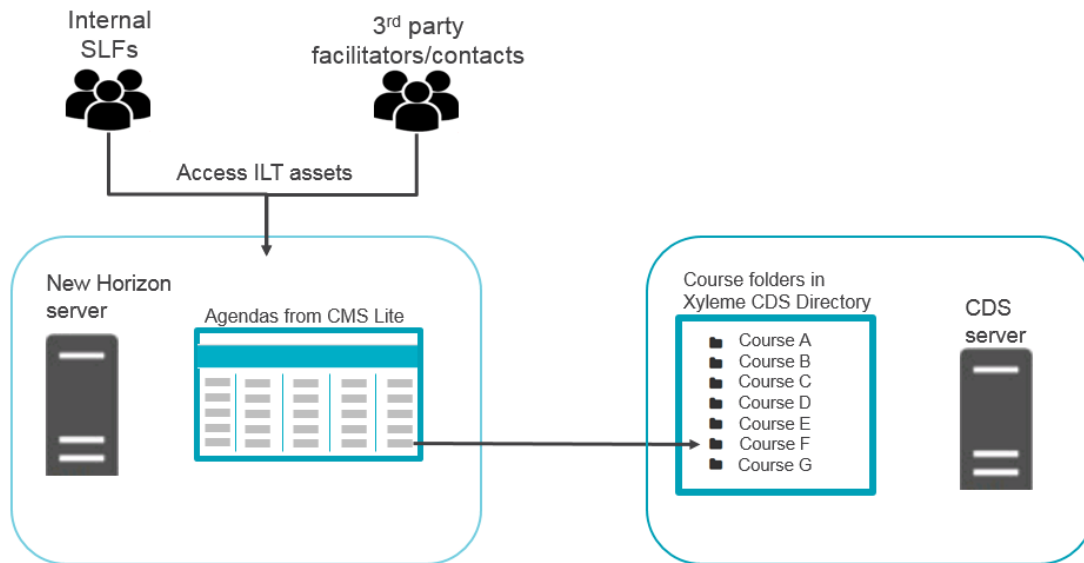 Internal
SLFs
3rd party
facilitators/contacts
Access ILT assets
New Horizon
server
Agendas from CMS Lite
Course folders in
Xyleme CDS Directory
Course A
Course B
Course C
Course D
Course E
Course F
Course G
CDS
server